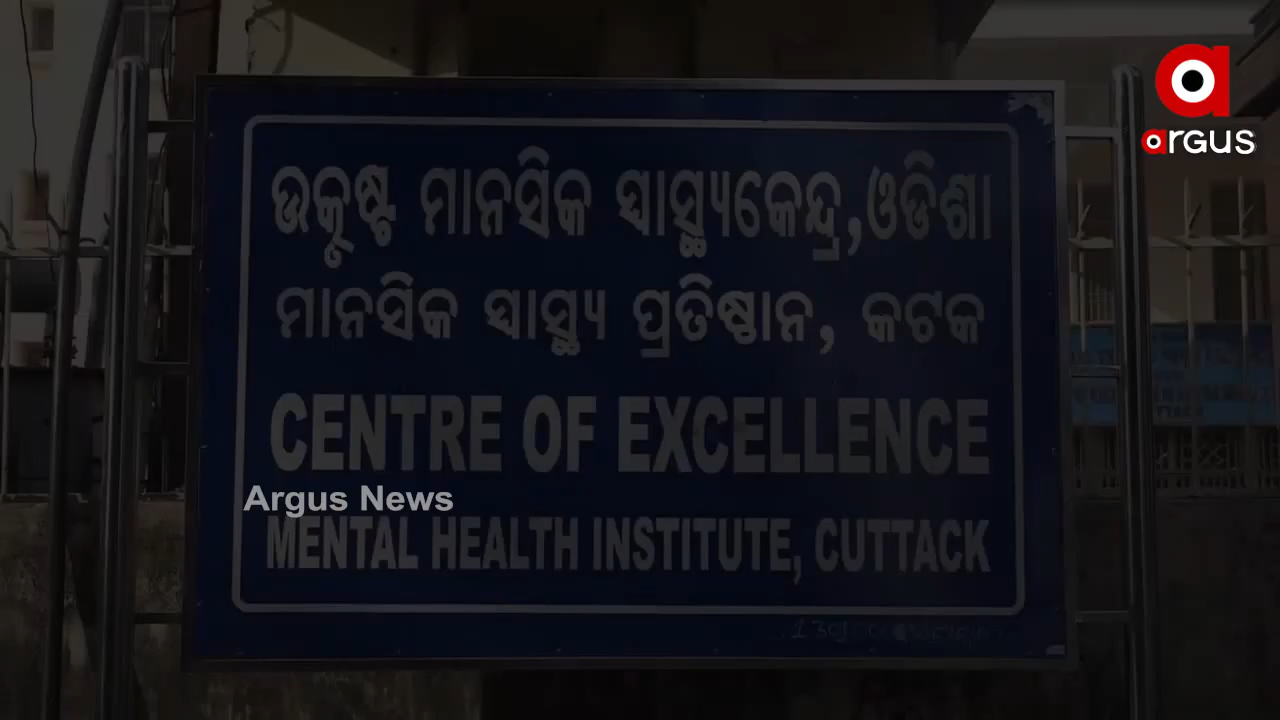 ଉତ୍କୃଷ୍ଟ ମାନସିକ ସ୍ୱାସ୍ଥ୍ୟକେନ୍ଦ୍ର,ଓଡିଶା
ମାନସିକ ସ୍ୱାସ୍ଥ୍ୟ ପ୍ରତିଷ୍ଠାନ, କଟକ
CENTRE OF EXCELLENCE
MENTAL HEALTH INSTITUTE, CUTTACK
Argus News
a
argus